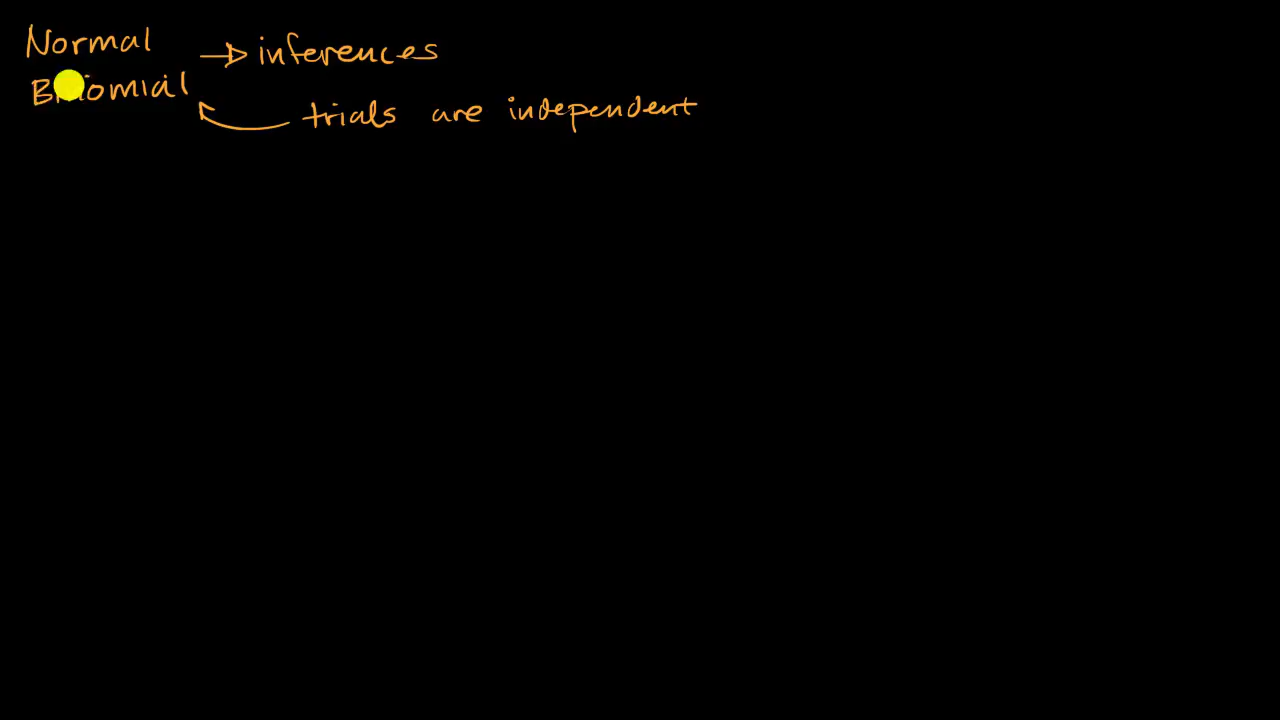 Normal → inferences
Binomial
trials are independent